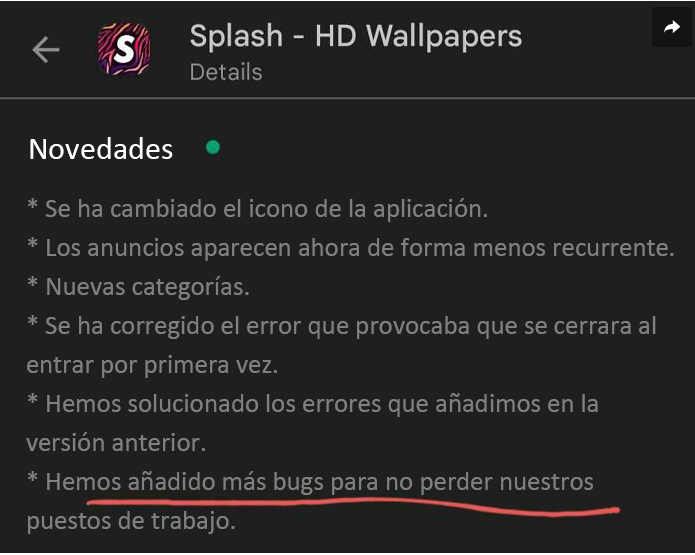 Splash - HD Wallpapers
Details
Novedades
* Se ha cambiado el icono de la aplicación.
* Los anuncios aparecen ahora de forma menos recurrente.
* Nuevas categorías.
* Se ha corregido el error que provocaba que se cerrara al
entrar por primera vez.
* Hemos solucionado los errores que añadimos en la
versión anterior.
* Hemos añadido más bugs para no perder nuestros
puestos de trabajo.